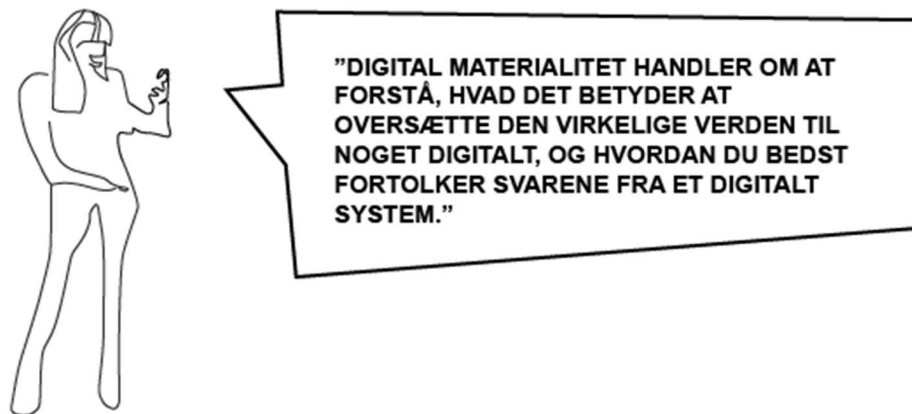 ”DIGITAL MATERIALITET HANDLER OM AT
FORSTÅ, HVAD DET BETYDER AT
OVERSÆTTE DEN VIRKELIGE VERDEN TIL
NOGET DIGITALT, OG HVORDAN DU BEDST
FORTOLKER SVARENE FRA ET DIGITALT
SYSTEM.”